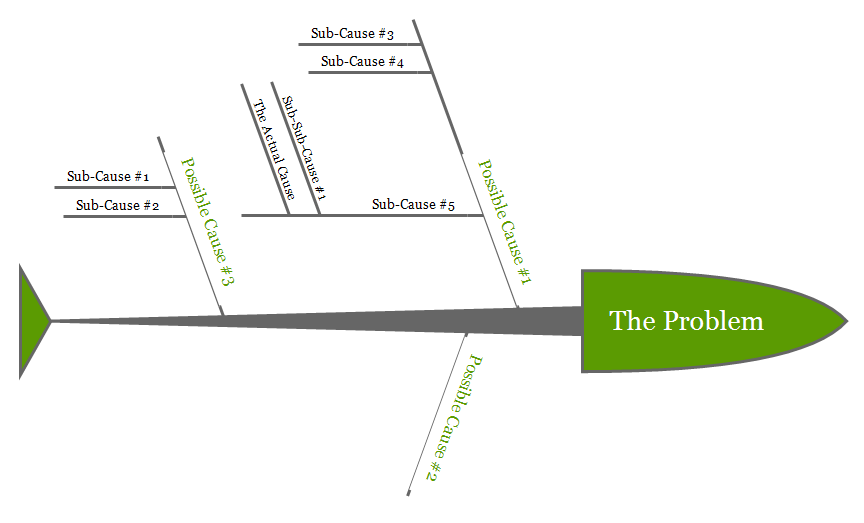 Sub-Cause #3
Sub-Cause #4
The Actual Cause
Sub-Sub-Cause #1
Sub-Cause #5
Possible Cause #1
Sub-Cause #1
Sub-Cause #2
Possible Cause #3
The Problem
Possible Cause #2